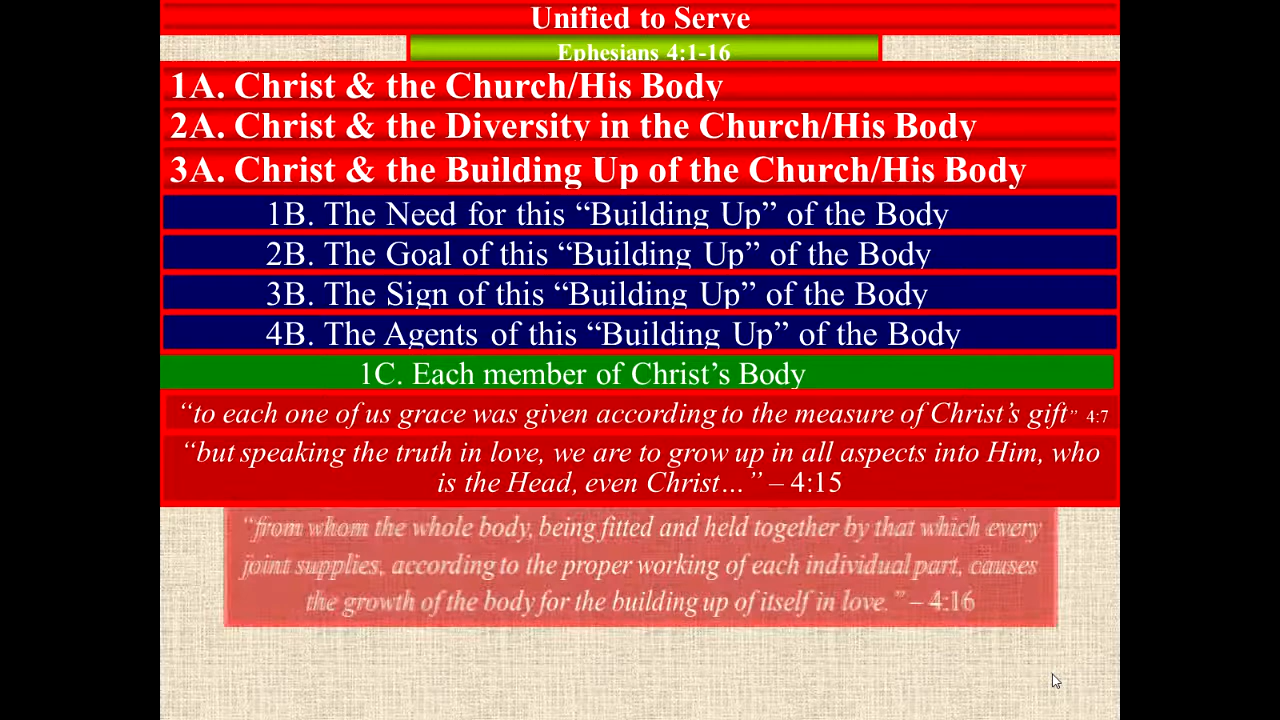 Unified to Serve
Ephesians 4:1-16
1A. Christ & the Church/His Body
2A. Christ & the Diversity in the Church/His Body
3A. Christ & the Building Up of the Church/His Body
1B. The Need for this “Building Up” of the Body
2B. The Goal of this “Building Up” of the Body
3B. The Sign of this “Building Up” of the Body
4B. The Agents of this “Building Up” of the Body
1C. Each member of Christ’s Body
“to each one of us grace was given according to the measure of Christ’s gift” 4:7
“but speaking the truth in love, we are to grow up in all aspects into Him, who
is the Head, even Christ…” – 4:15
“from whom the whole body, being fitted and held together by that which every
joint supplies, according to the proper working of each individual part, causes
the growth of the body for the building up of itself in love.” – 4:16